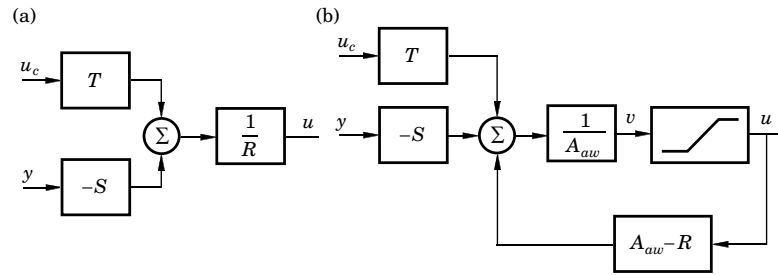 (a)
u_c
T
Σ
1
R
u
y
–S
(b)
u_c
T
y
–S
Σ
1
A_aw
v
u
A_aw–R